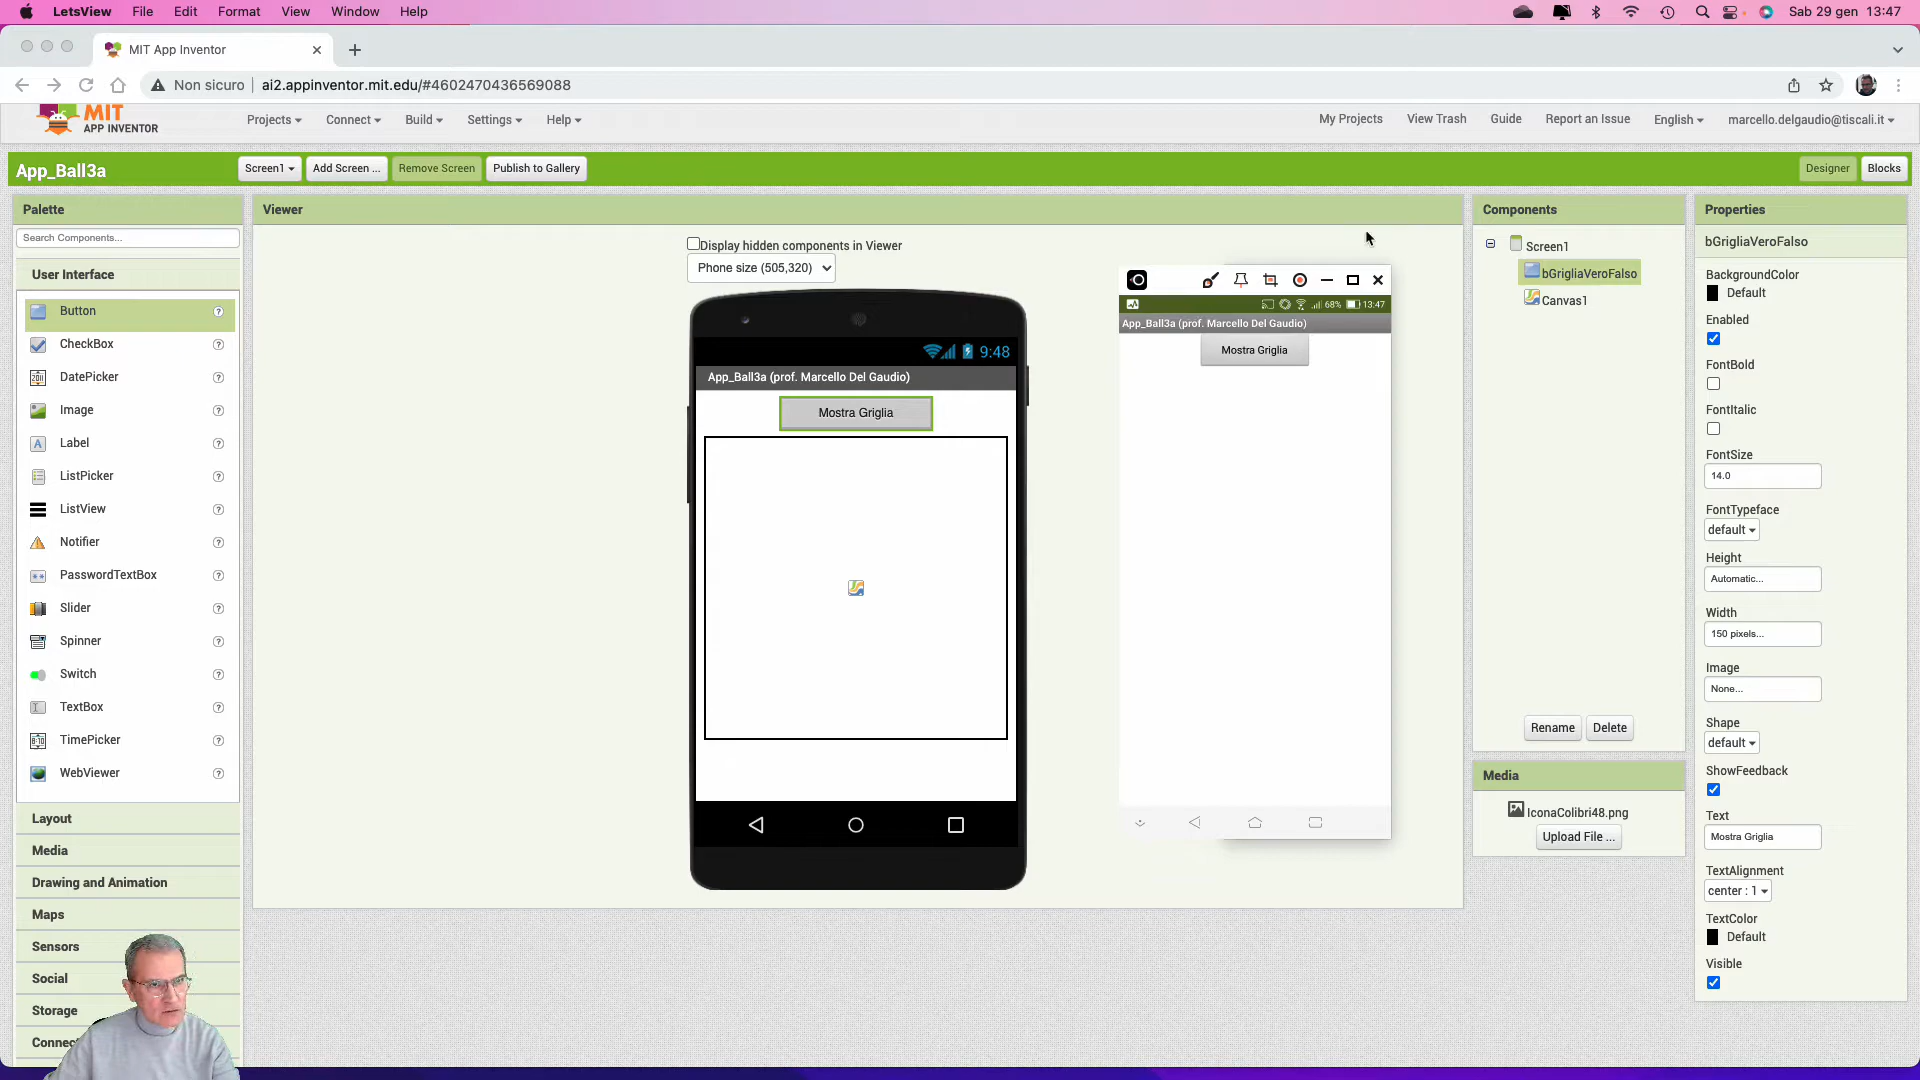 LetsView File Edit Format View Window Help Sab 29 gen 13:47
MIT App Inventor
Non sicuro ai2.appinventor.mit.edu/#4602470436569088
MIT APP INVENTOR Projects Connect Build Settings Help My Projects View Trash Guide Report an Issue English marcello.delgaudio@tiscali.it
App_Ball3a Screen1 Add Screen ... Remove Screen Publish to Gallery Designer Blocks
Palette
Search Components...
User Interface
Button
CheckBox
DatePicker
Image
Label
ListPicker
ListView
Notifier
PasswordTextBox
Slider
Spinner
Switch
TextBox
TimePicker
WebViewer
Layout
Media
Drawing and Animation
Maps
Sensors
Social
Storage
Viewer
Display hidden components in Viewer
Phone size (505,320)
9:48
App_Ball3a (prof. Marcello Del Gaudio)
Mostra Griglia
68% 13:47
App_Ball3a (prof. Marcello Del Gaudio)
Mostra Griglia
Components
Screen1
bGrigliaVeroFalso
Canvas1
Rename Delete
Media
IconaColibri48.png
Upload File ...
Properties
bGrigliaVeroFalso
BackgroundColor
Default
Enabled
FontBold
FontItalic
FontSize
14.0
FontTypeface
default
Height
Automatic...
Width
150 pixels...
Image
None...
Shape
default
ShowFeedback
Text
Mostra Griglia
TextAlignment
center : 1
TextColor
Default
Visible